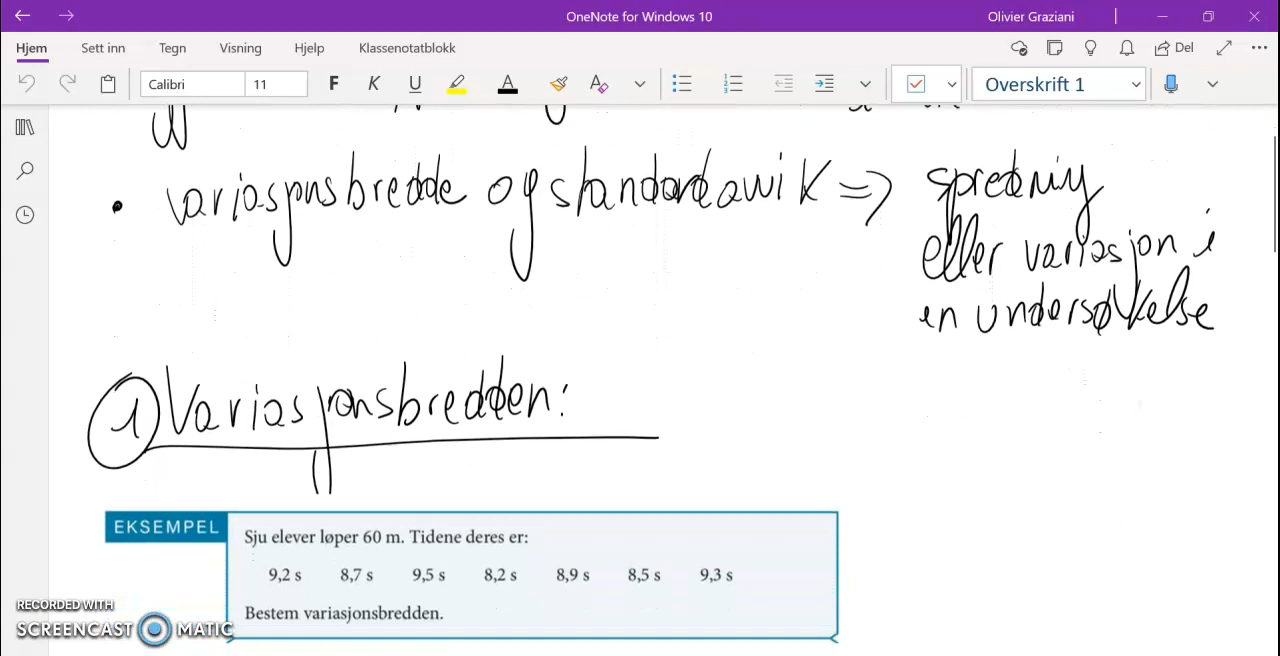 OneNote for Windows 10
Olivier Graziani
Hjem Sett inn Tegn Visning Hjelp Klassenotatblokk
Del
Calibri 11 F K U A A Overskrift 1
• variasjonsbredde og standardavvik => spredning
eller variasjon i
en undersøkelse
1 Variasjonsbredden:
EKSEMPEL
Sju elever løper 60 m. Tidene deres er:
9,2 s 8,7 s 9,5 s 8,2 s 8,9 s 8,5 s 9,3 s
Bestem variasjonsbredden.
RECORDED WITH
SCREENCAST MATIC